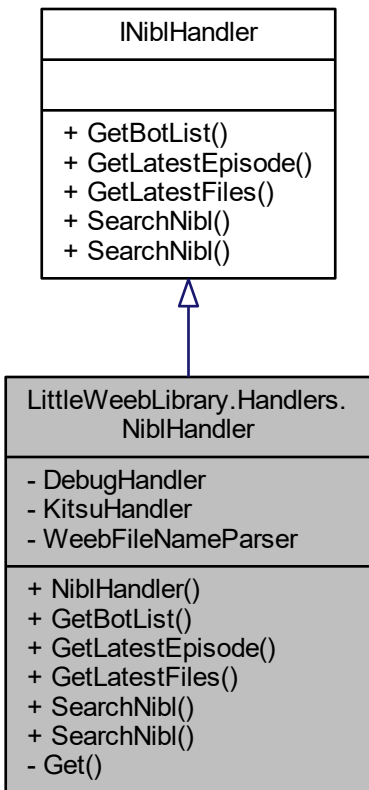 INiblHandler
+ GetBotList()
+ GetLatestEpisode()
+ GetLatestFiles()
+ SearchNibl()
+ SearchNibl()
LittleWeebLibrary.Handlers.
NiblHandler
- DebugHandler
- KitsuHandler
- WeebFileNameParser
+ NiblHandler()
+ GetBotList()
+ GetLatestEpisode()
+ GetLatestFiles()
+ SearchNibl()
+ SearchNibl()
- Get()